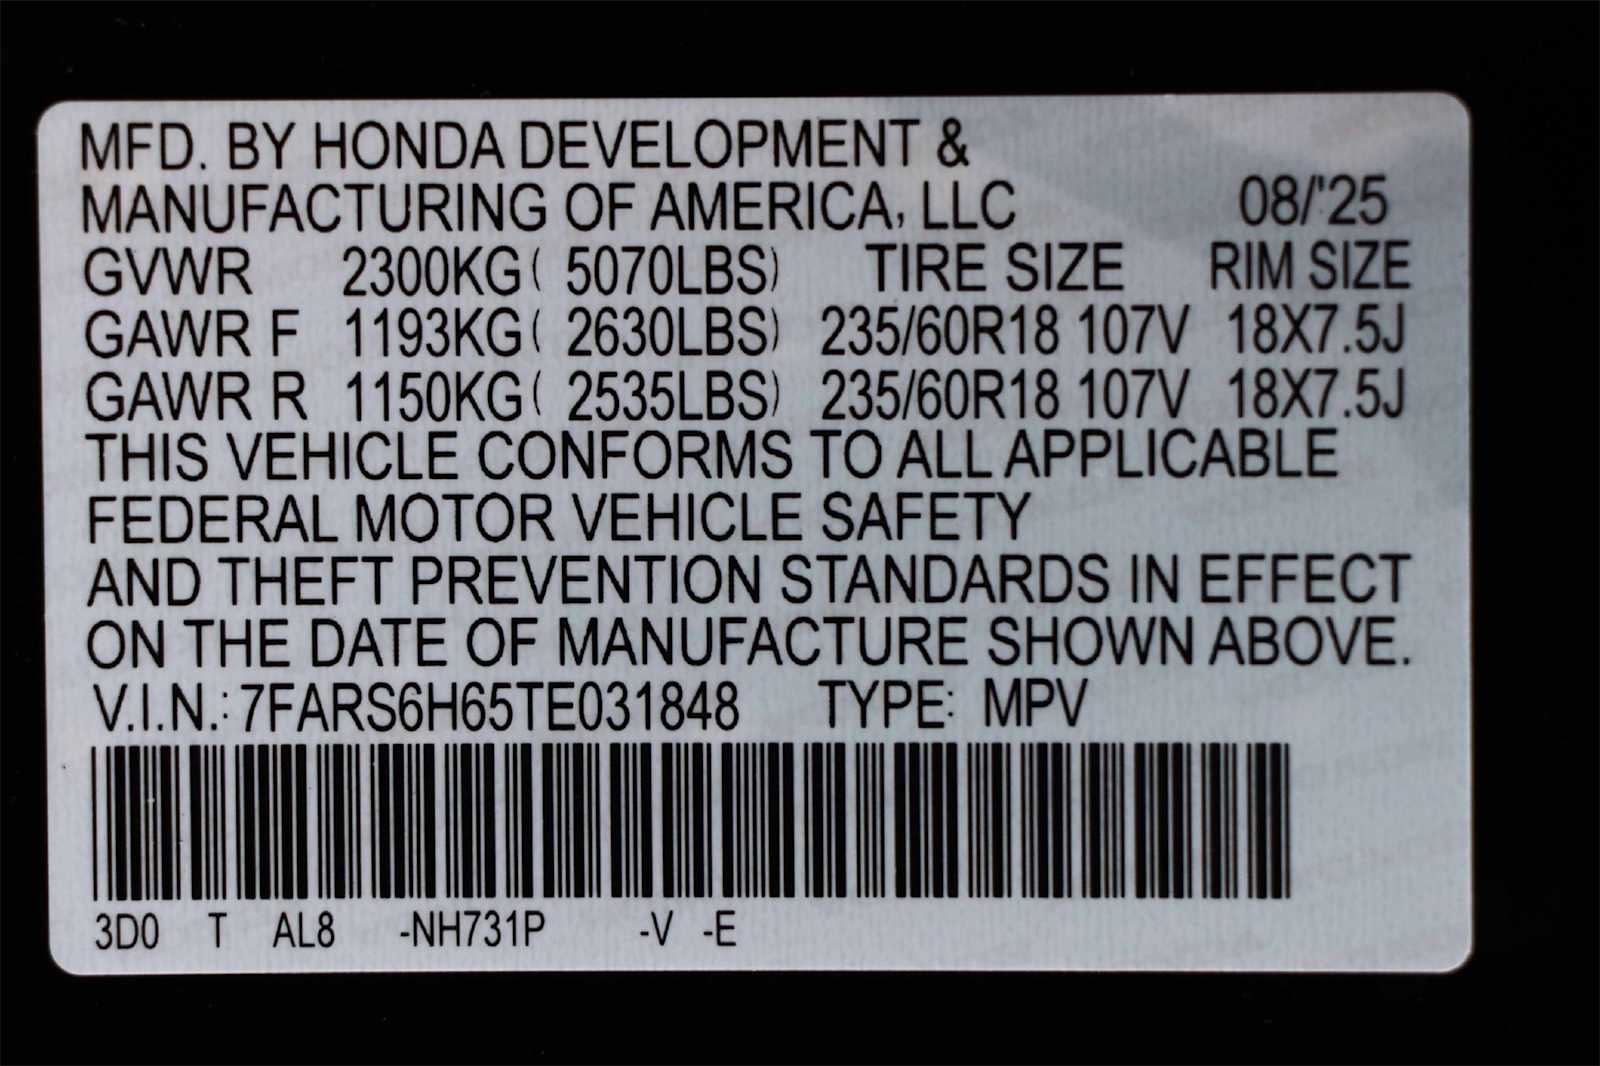 MFD. BY HONDA DEVELOPMENT &
MANUFACTURING OF AMERICA, LLC 08/'25
GVWR 2300KG( 5070LBS) TIRE SIZE RIM SIZE
GAWR F 1193KG( 2630LBS) 235/60R18 107V 18X7.5J
GAWR R 1150KG( 2535LBS) 235/60R18 107V 18X7.5J
THIS VEHICLE CONFORMS TO ALL APPLICABLE
FEDERAL MOTOR VEHICLE SAFETY
AND THEFT PREVENTION STANDARDS IN EFFECT
ON THE DATE OF MANUFACTURE SHOWN ABOVE.
V.I.N.: 7FARS6H65TE031848 TYPE: MPV
3D0 T AL8 -NH731P -V -E